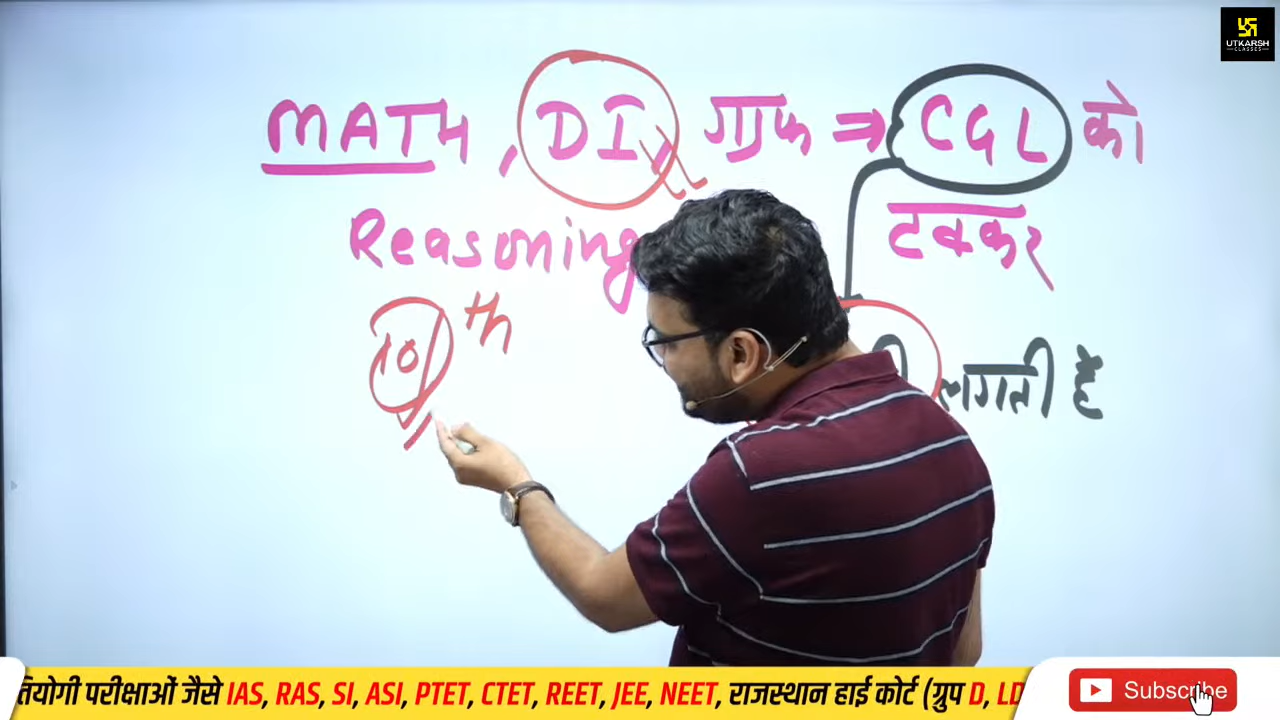 UTKARSH
CLASSES
MATH, DI, ग्राफ ⇒ CGL को
Reasoning टक्कर
10th
लगती है
तियोगी परीक्षाओं जैसे IAS, RAS, SI, ASI, PTET, CTET, REET, JEE, NEET, राजस्थान हाई कोर्ट (ग्रुप D, LD
Subscribe